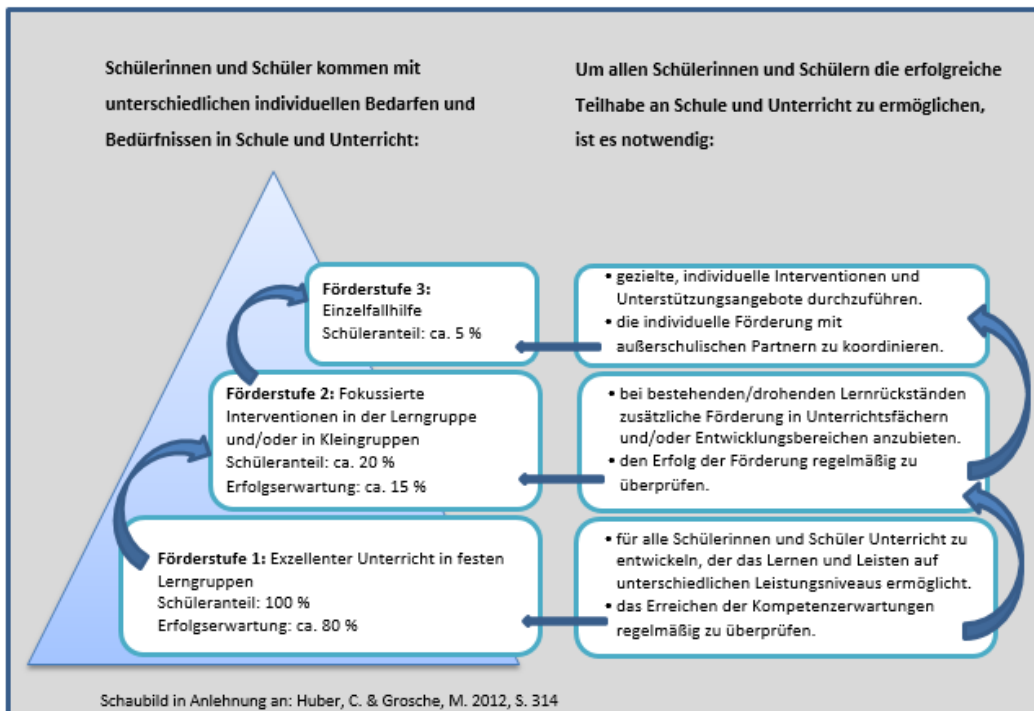 Schülerinnen und Schüler kommen mit
unterschiedlichen individuellen Bedarfen und
Bedürfnissen in Schule und Unterricht:
Um allen Schülerinnen und Schülern die erfolgreiche
Teilhabe an Schule und Unterricht zu ermöglichen,
ist es notwendig:
Förderstufe 3:
Einzelfallhilfe
Schüleranteil: ca. 5 %
• gezielte, individuelle Interventionen und
Unterstützungsangebote durchzuführen.
• die individuelle Förderung mit
außerschulischen Partnern zu koordinieren.
Förderstufe 2: Fokussierte
Interventionen in der Lerngruppe
und/oder in Kleingruppen
Schüleranteil: ca. 20 %
Erfolgserwartung: ca. 15 %
• bei bestehenden/drohenden Lernrückständen
zusätzliche Förderung in Unterrichtsfächern
und/oder Entwicklungsbereichen anzubieten.
• den Erfolg der Förderung regelmäßig zu
überprüfen.
Förderstufe 1: Exzellenter Unterricht in festen
Lerngruppen
Schüleranteil: 100 %
Erfolgserwartung: ca. 80 %
• für alle Schülerinnen und Schüler Unterricht zu
entwickeln, der das Lernen und Leisten auf
unterschiedlichen Leistungsniveaus ermöglicht.
• das Erreichen der Kompetenzerwartungen
regelmäßig zu überprüfen.
Schaubild in Anlehnung an: Huber, C. & Grosche, M. 2012, S. 314